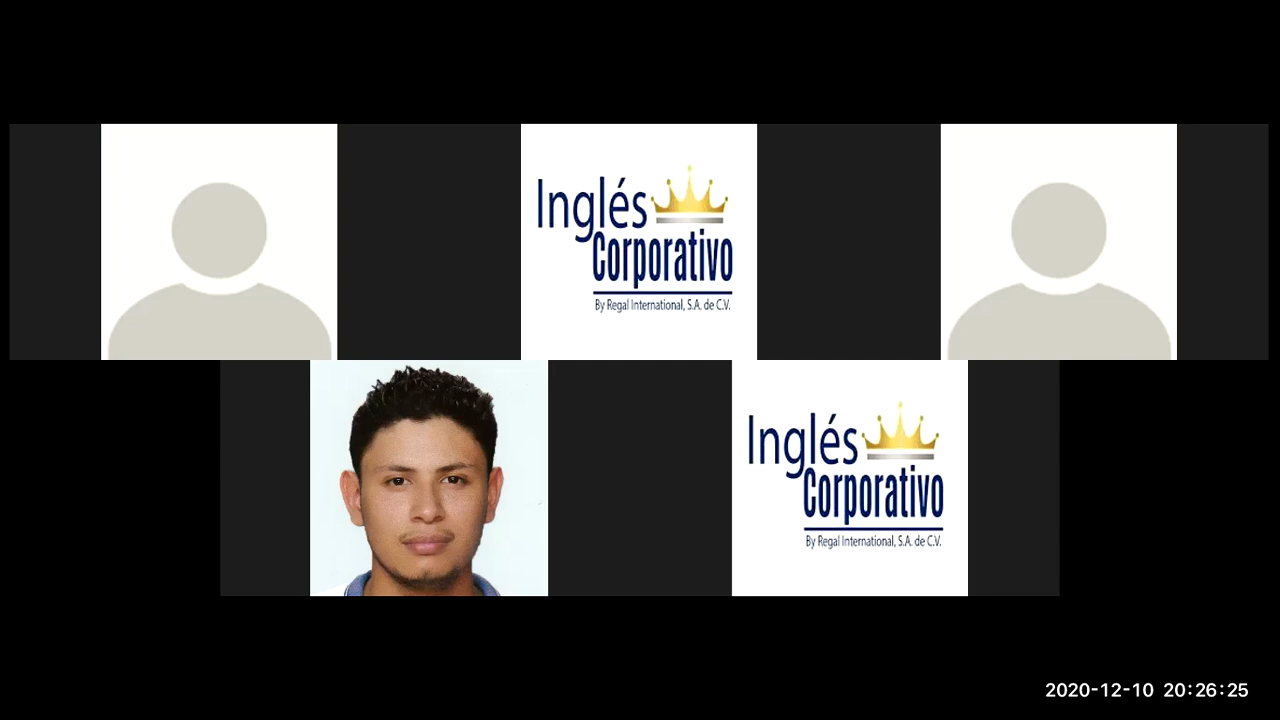 Inglés
Corporativo
By Regal International, S.A. de C.V.
Inglés
Corporativo
By Regal International, S.A. de C.V.
2020-12-10 20:26:25